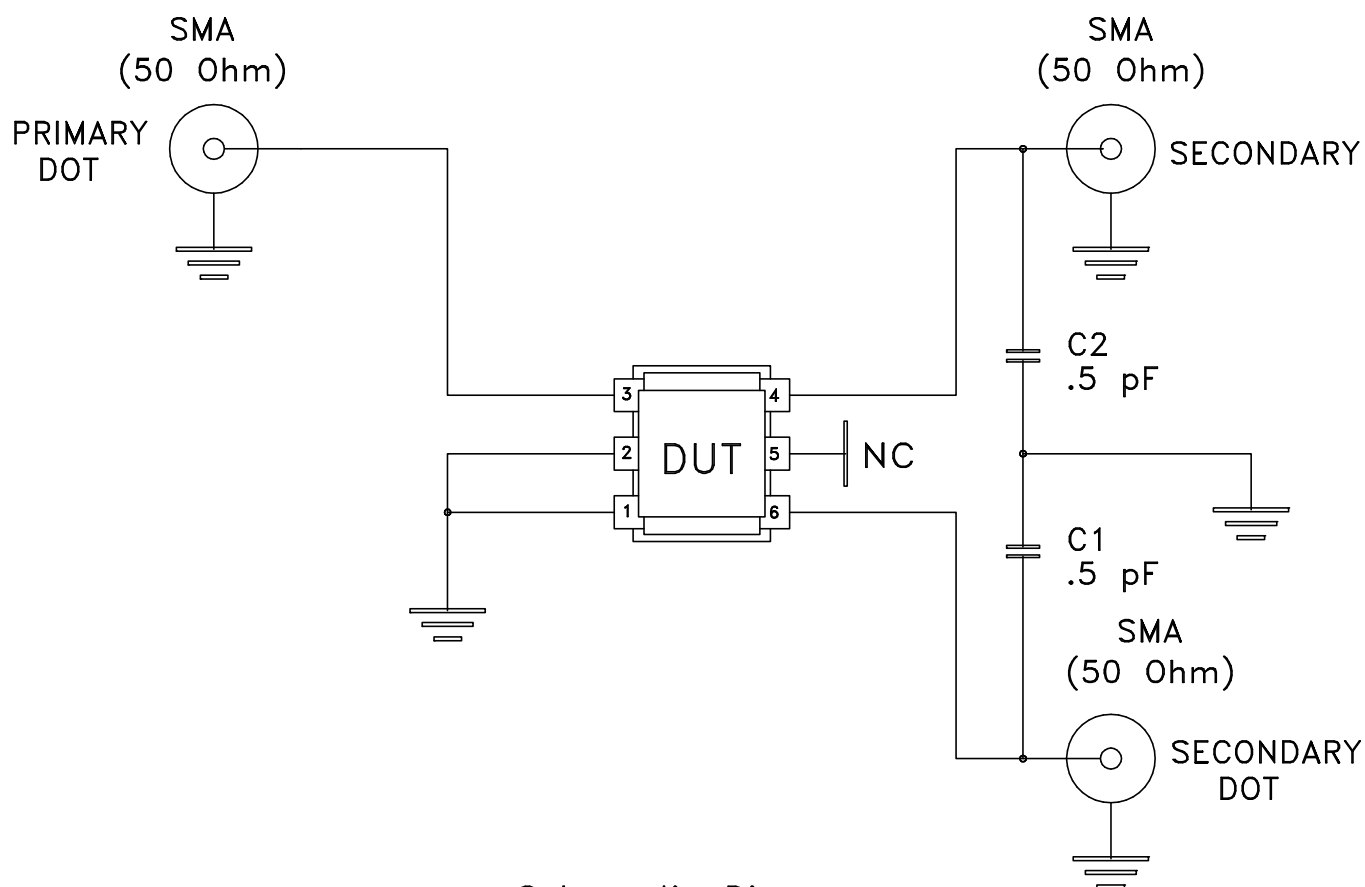 SMA
(50 Ohm)
PRIMARY
DOT
SMA
(50 Ohm)
SECONDARY
C2
.5 pF
3
4
2
DUT
5
NC
1
6
C1
.5 pF
SMA
(50 Ohm)
SECONDARY
DOT